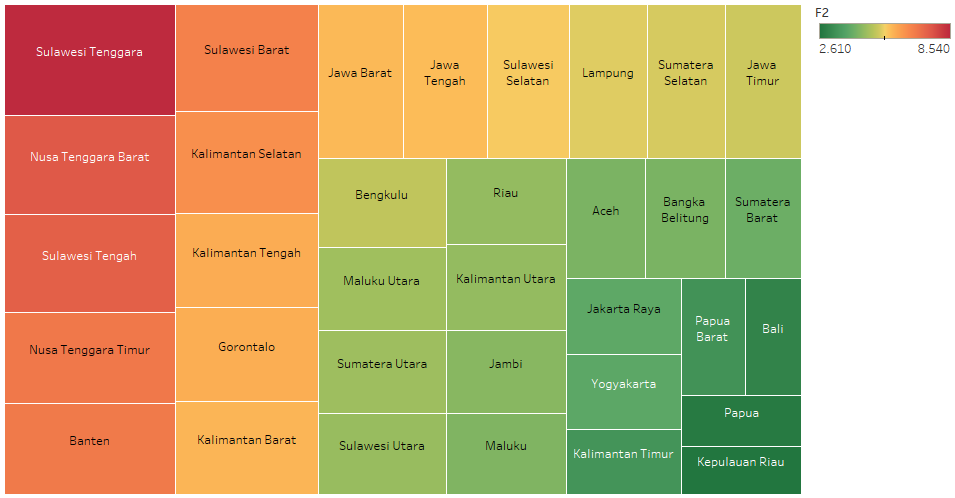 Sulawesi Tenggara
Nusa Tenggara Barat
Sulawesi Tengah
Nusa Tenggara Timur
Banten
Sulawesi Barat
Kalimantan Selatan
Kalimantan Tengah
Gorontalo
Kalimantan Barat
Jawa Barat
Jawa
Tengah
Sulawesi
Selatan
Lampung
Sumatera
Selatan
Jawa
Timur
Bengkulu
Maluku Utara
Sumatera Utara
Sulawesi Utara
Riau
Kalimantan Utara
Jambi
Maluku
Aceh
Bangka
Belitung
Sumatera
Barat
Jakarta Raya
Yogyakarta
Kalimantan Timur
Papua
Barat
Bali
Papua
Kepulauan Riau
F2
2.610 8.540